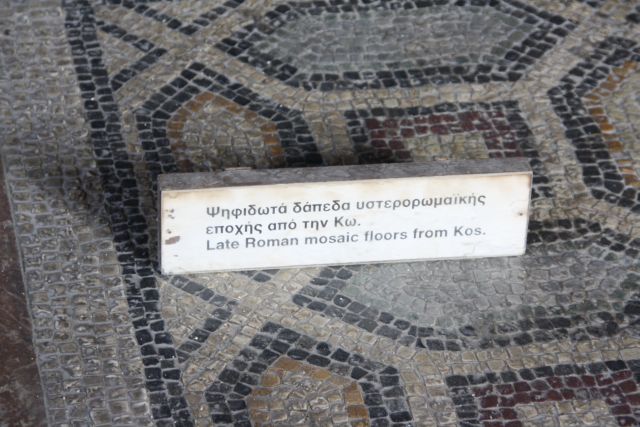 Ψηφιδωτά δάπεδα υστερορωμαϊκής
εποχής από την Κω.
Late Roman mosaic floors from Kos.